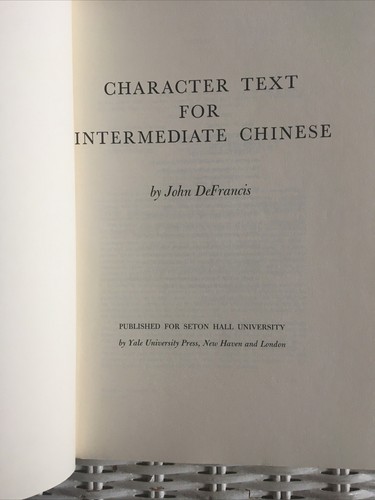 CHARACTER TEXT
FOR
INTERMEDIATE CHINESE
by John DeFrancis
PUBLISHED FOR SETON HALL UNIVERSITY
by Yale University Press, New Haven and London